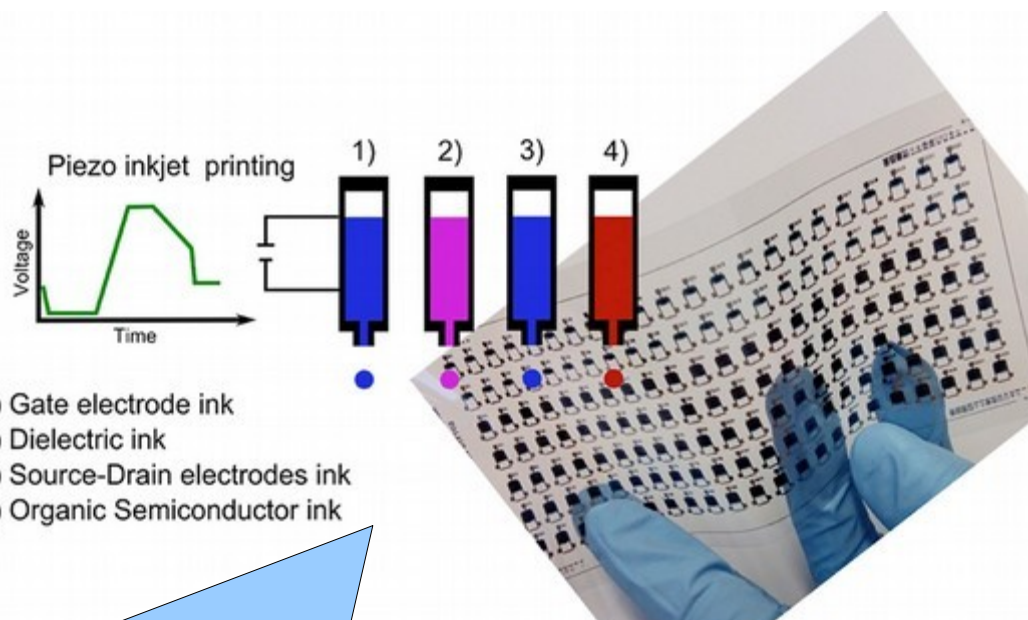 Piezo inkjet printing
1) 2) 3) 4)
Voltage
Time
) Gate electrode ink
) Dielectric ink
) Source-Drain electrodes ink
) Organic Semiconductor ink